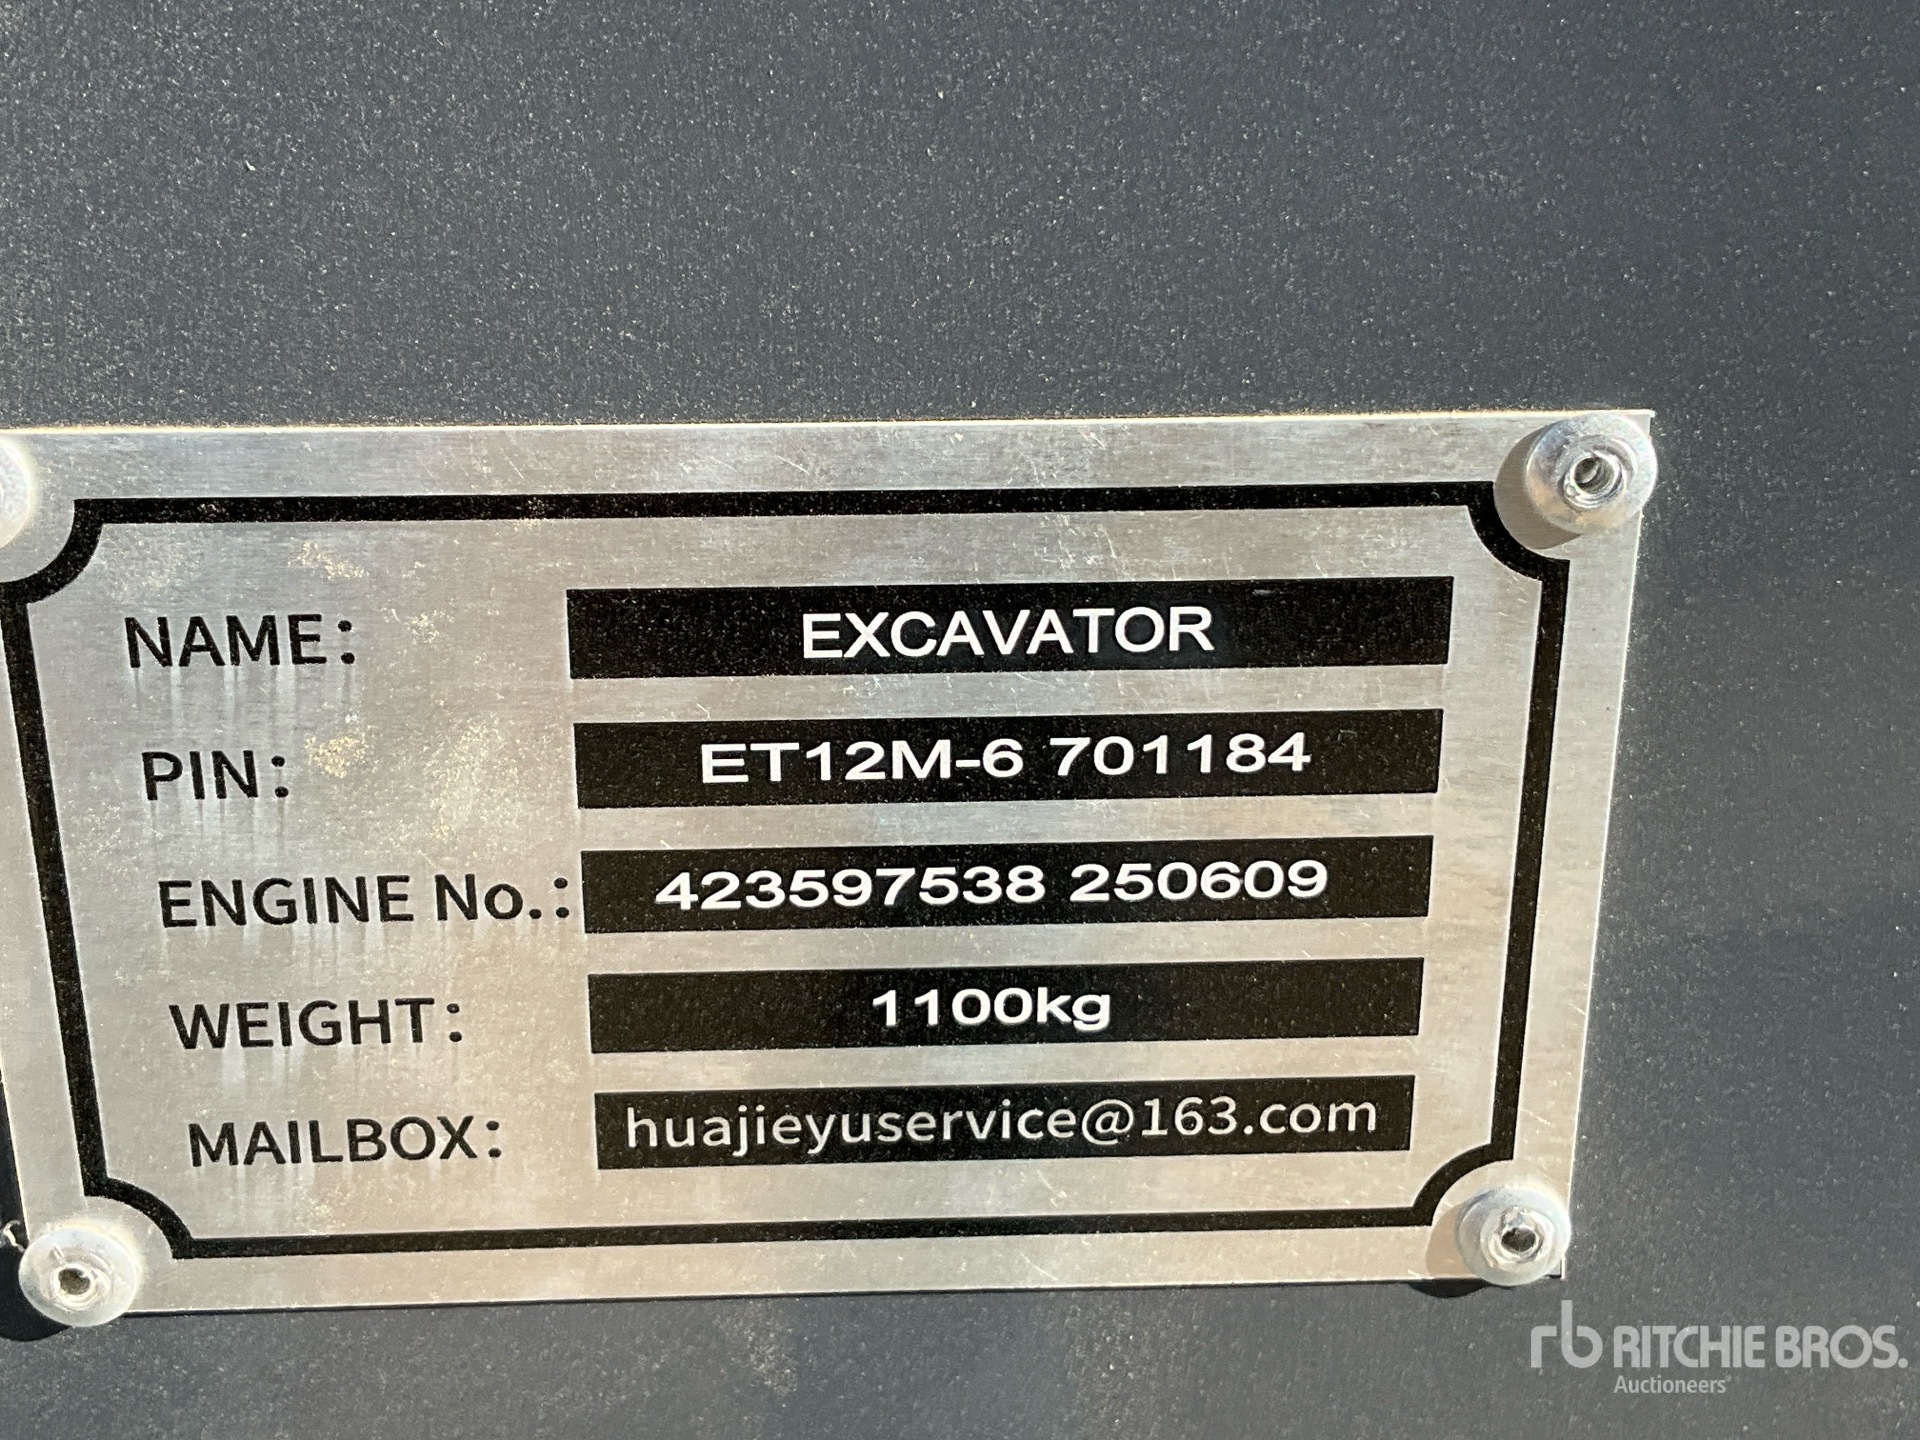 NAME: EXCAVATOR
PIN: ET12M-6 701184
ENGINE No.: 423597538 250609
WEIGHT: 1100kg
MAILBOX: huajieyuservice@163.com
rb RITCHIE BROS.
Auctioneers